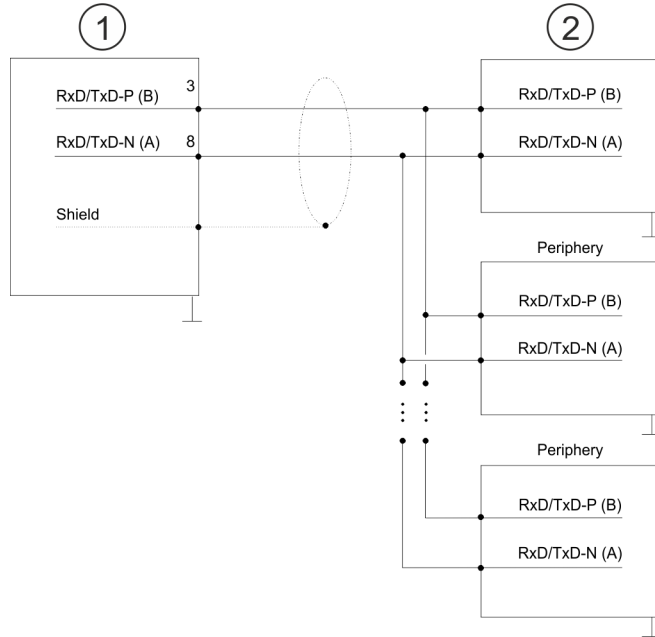 1
2
RxD/TxD-P (B)
3
RxD/TxD-N (A)
8
Shield
RxD/TxD-P (B)
RxD/TxD-N (A)
Periphery
RxD/TxD-P (B)
RxD/TxD-N (A)
Periphery
RxD/TxD-P (B)
RxD/TxD-N (A)